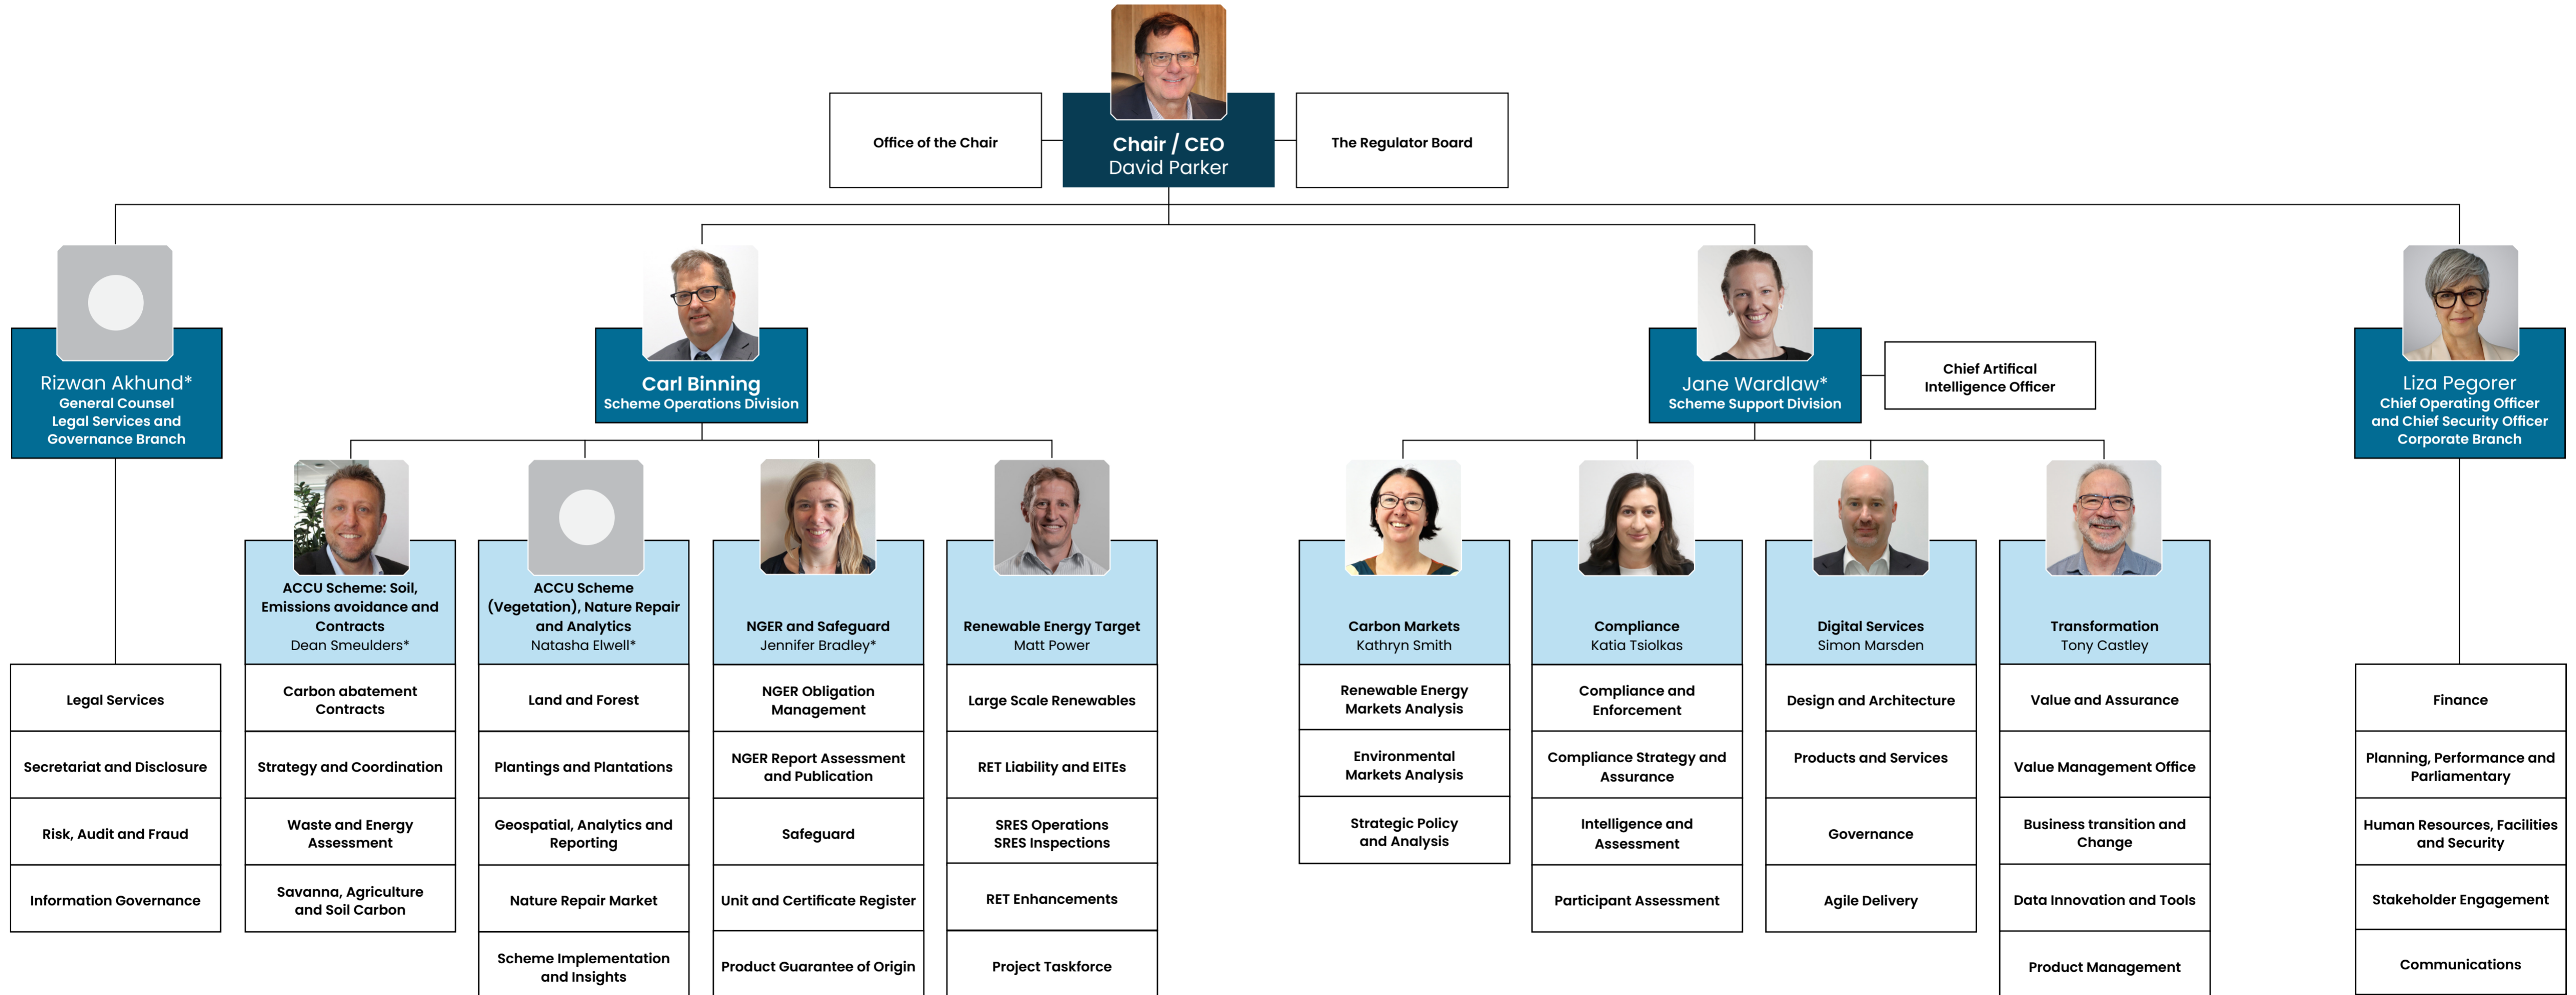 Office of the Chair
Chair / CEO
David Parker
The Regulator Board
Rizwan Akhund*
General Counsel
Legal Services and
Governance Branch
Carl Binning
Scheme Operations Division
Jane Wardlaw*
Scheme Support Division
Chief Artifical
Intelligence Officer
Liza Pegorer
Chief Operating Officer
and Chief Security Officer
Corporate Branch
Legal Services
Secretariat and Disclosure
Risk, Audit and Fraud
Information Governance
ACCU Scheme: Soil,
Emissions avoidance and
Contracts
Dean Smeulders*
Carbon abatement
Contracts
Strategy and Coordination
Waste and Energy
Assessment
Savanna, Agriculture
and Soil Carbon
ACCU Scheme
(Vegetation), Nature Repair
and Analytics
Natasha Elwell*
Land and Forest
Plantings and Plantations
Geospatial, Analytics and
Reporting
Nature Repair Market
Scheme Implementation
and Insights
NGER and Safeguard
Jennifer Bradley*
NGER Obligation
Management
NGER Report Assessment
and Publication
Safeguard
Unit and Certificate Register
Product Guarantee of Origin
Renewable Energy Target
Matt Power
Large Scale Renewables
RET Liability and EITEs
SRES Operations
SRES Inspections
RET Enhancements
Project Taskforce
Carbon Markets
Kathryn Smith
Renewable Energy
Markets Analysis
Environmental
Markets Analysis
Strategic Policy
and Analysis
Compliance
Katia Tsiolkas
Compliance and
Enforcement
Compliance Strategy and
Assurance
Intelligence and
Assessment
Participant Assessment
Digital Services
Simon Marsden
Design and Architecture
Products and Services
Governance
Agile Delivery
Transformation
Tony Castley
Value and Assurance
Value Management Office
Business transition and
Change
Data Innovation and Tools
Product Management
Finance
Planning, Performance and
Parliamentary
Human Resources, Facilities
and Security
Stakeholder Engagement
Communications